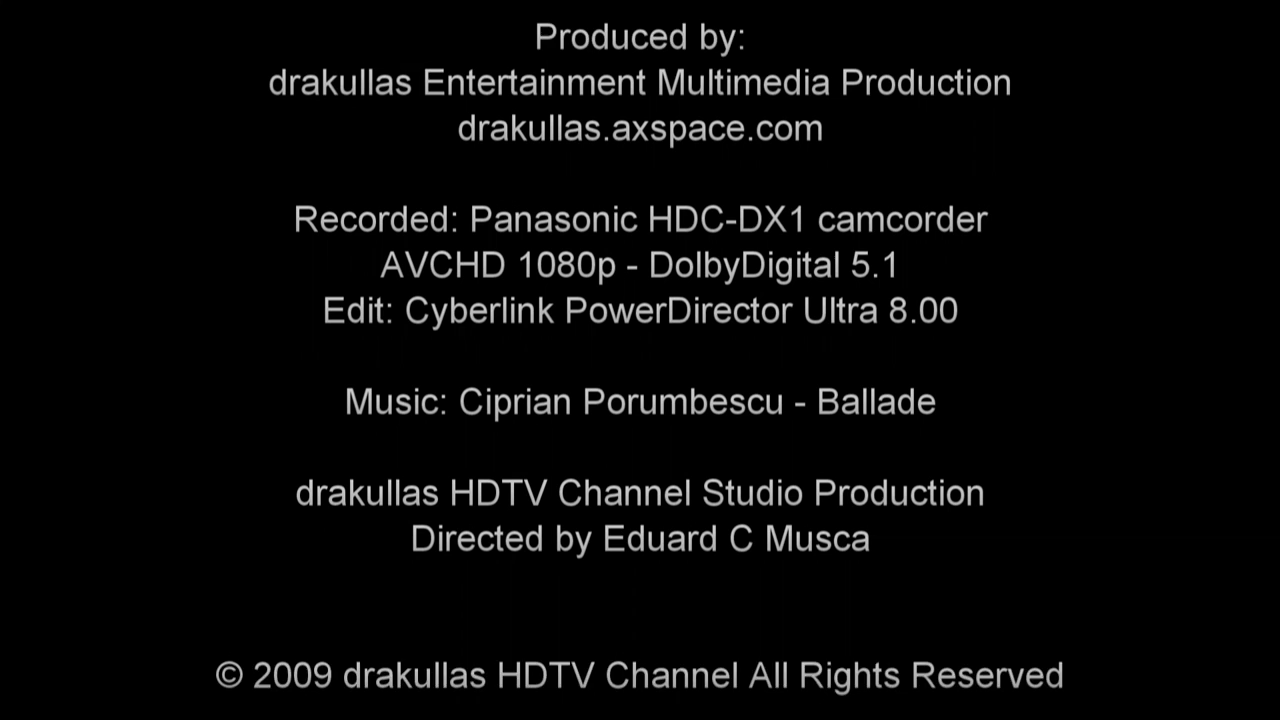 Produced by:
drakullas Entertainment Multimedia Production
drakullas.axspace.com
Recorded: Panasonic HDC-DX1 camcorder
AVCHD 1080p - DolbyDigital 5.1
Edit: Cyberlink PowerDirector Ultra 8.00
Music: Ciprian Porumbescu - Ballade
drakullas HDTV Channel Studio Production
Directed by Eduard C Musca
© 2009 drakullas HDTV Channel All Rights Reserved